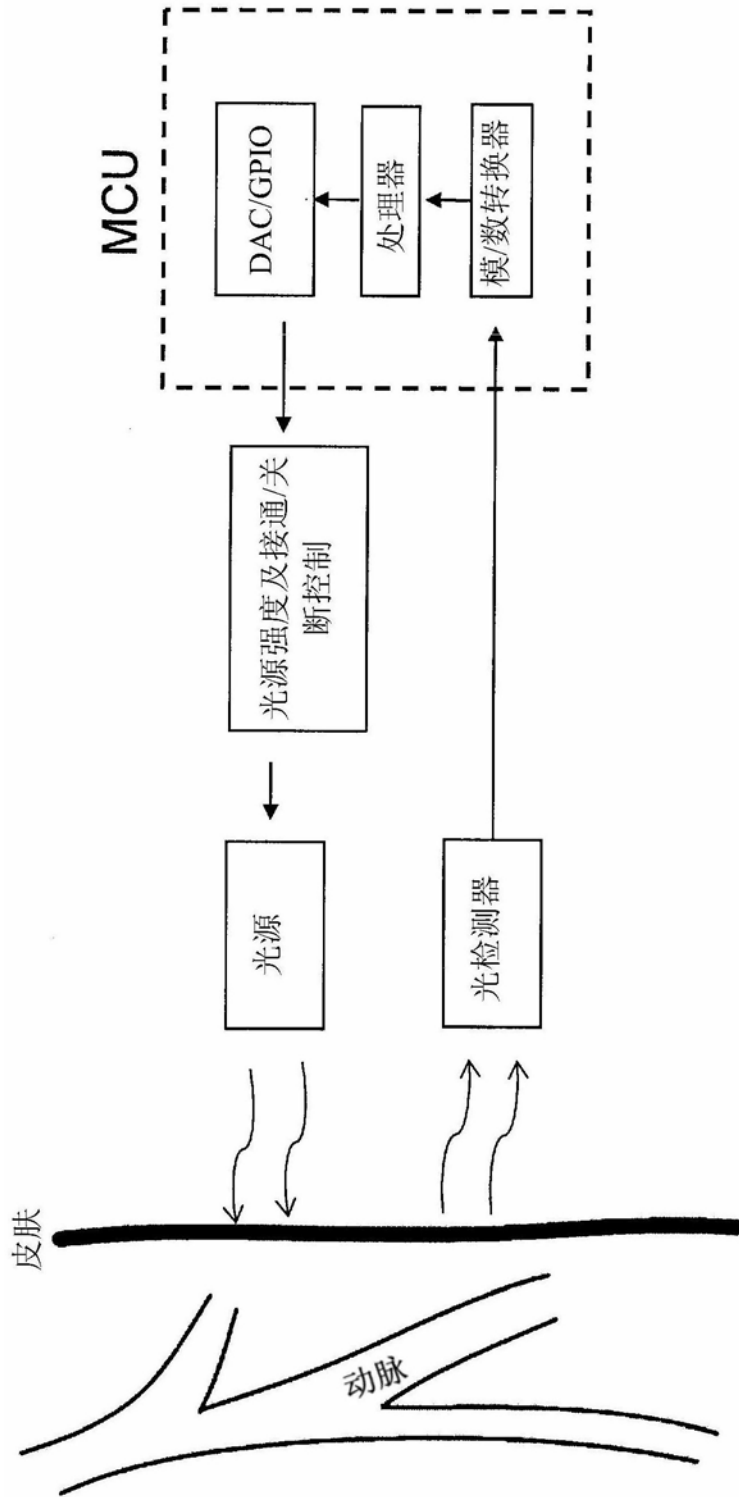 皮肤
动脉
光源
光源强度及接通/关
断控制
MCU
DAC/GPIO
处理器
模/数转换器
光检测器